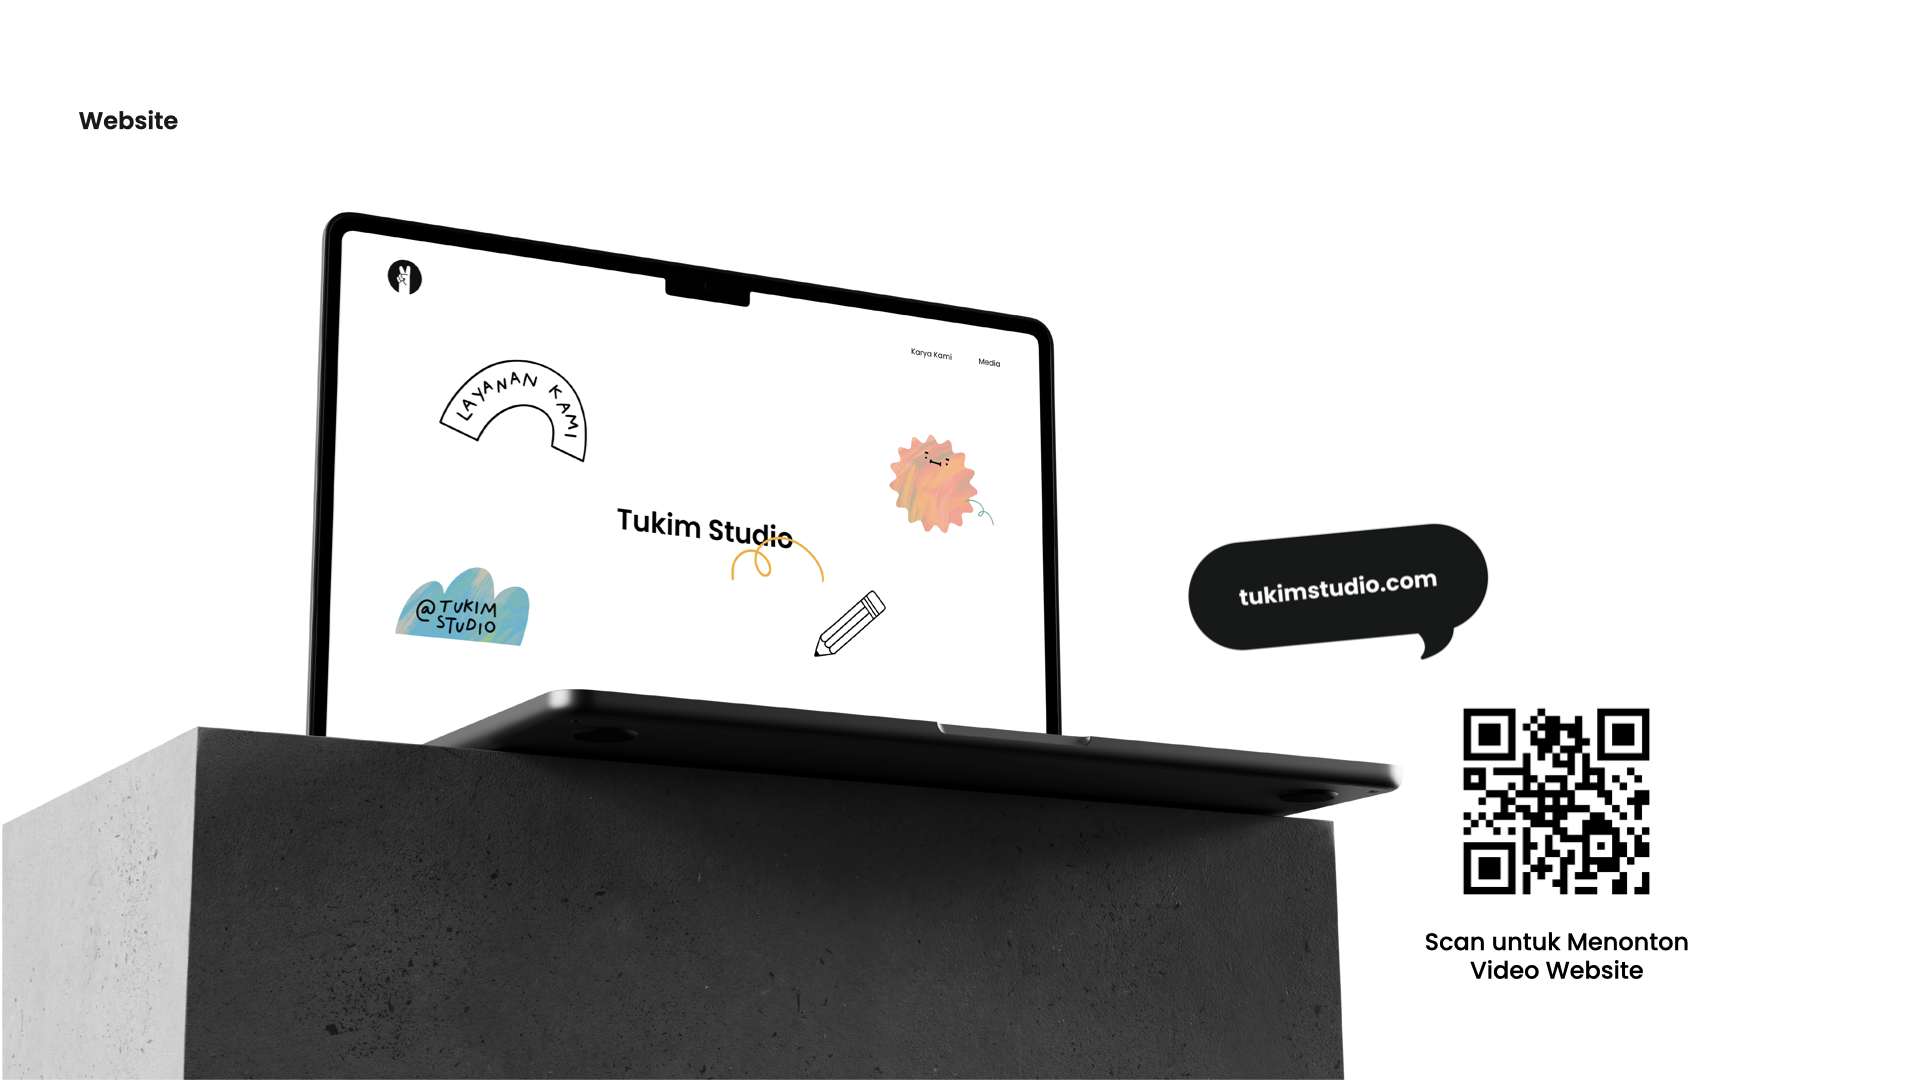 Website
Karya Kami
Media
LAYANAN KAMI
Tukim Studio
@TUKIM
STUDIO
tukimstudio.com
Scan untuk Menonton
Video Website